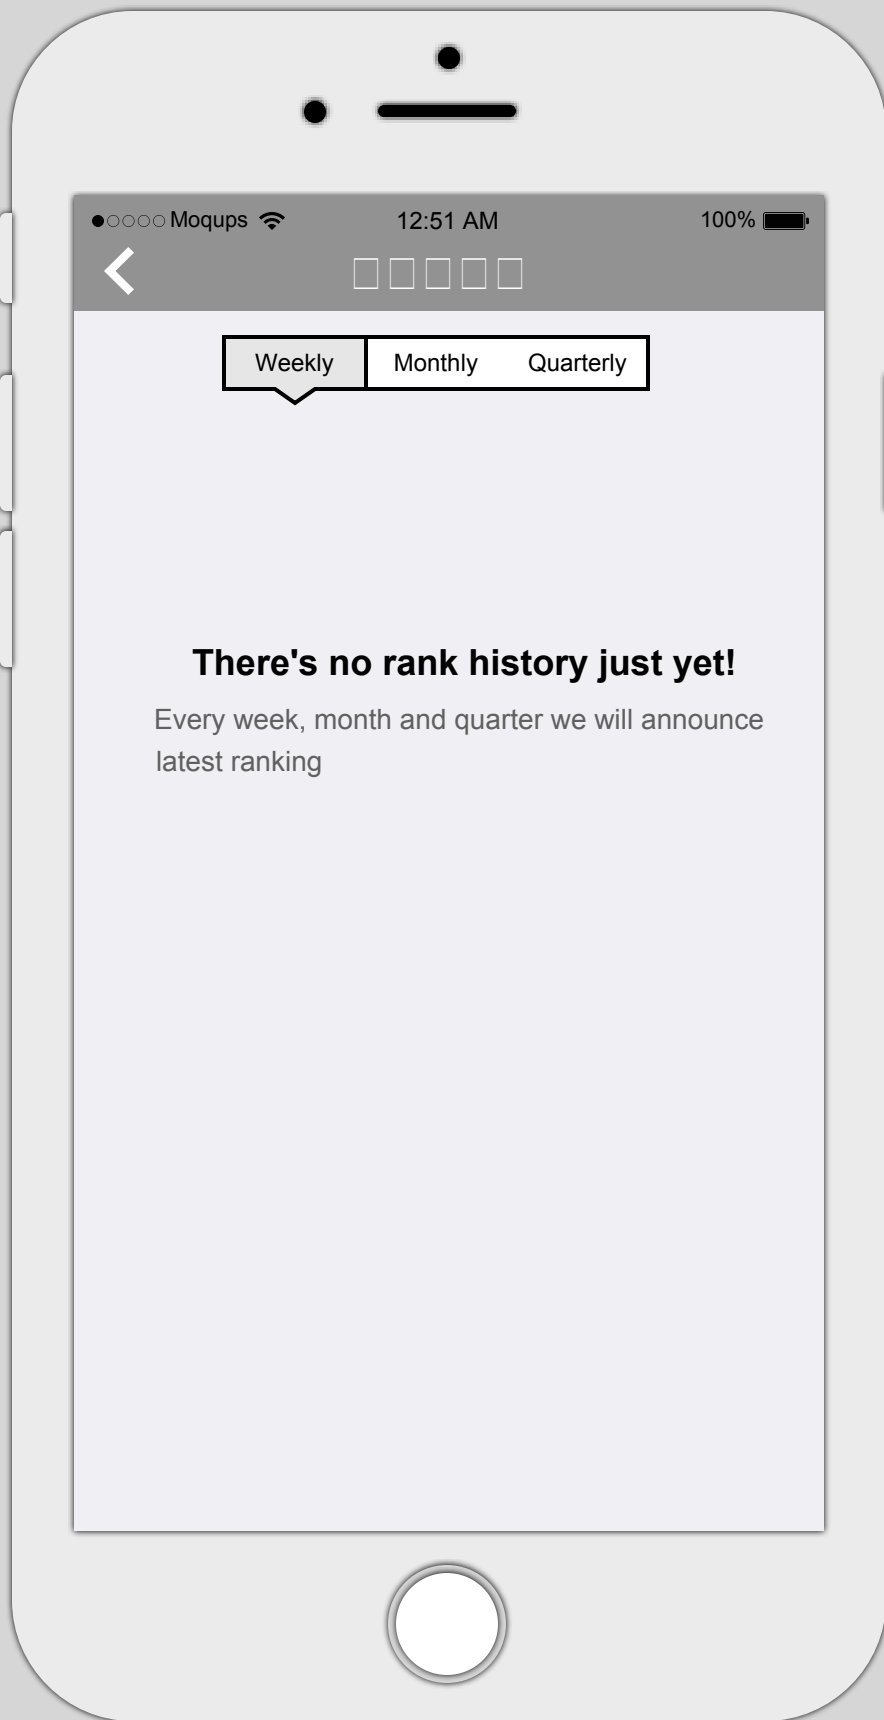 Moqups 12:51 AM 100%
Weekly Monthly Quarterly
There's no rank history just yet!
Every week, month and quarter we will announce
latest ranking